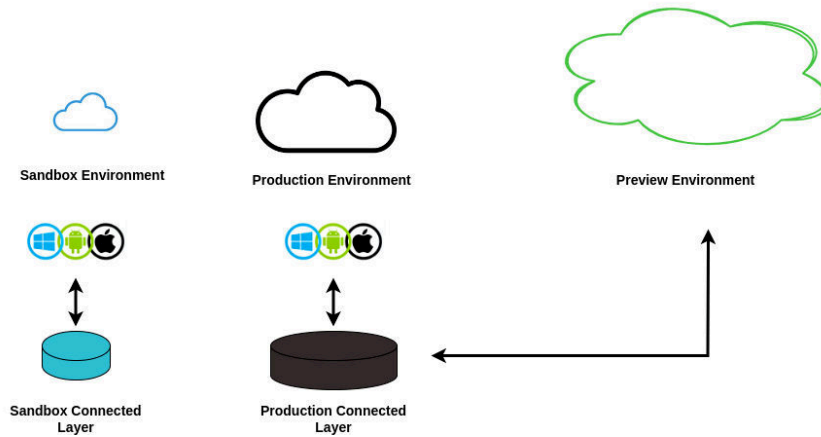 Sandbox Environment
Production Environment
Preview Environment
Sandbox Connected
Layer
Production Connected
Layer